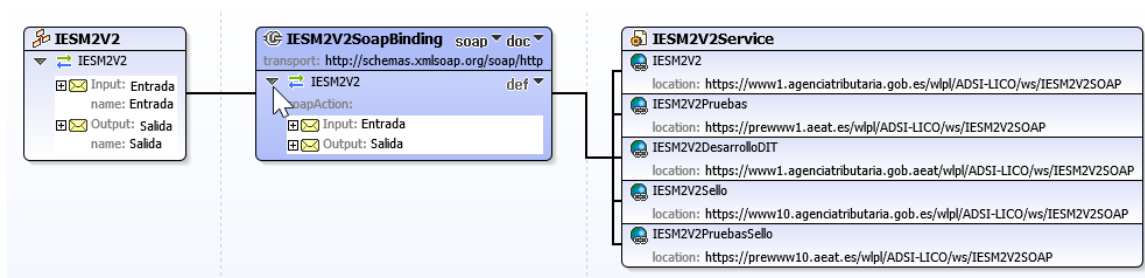 IESM2V2
IESM2V2
Input: Entrada
name: Entrada
Output: Salida
name: Salida
IESM2V2SoapBinding soap doc
transport: http://schemas.xmlsoap.org/soap/http
IESM2V2 def
soapAction:
Input: Entrada
Output: Salida
IESM2V2Service
IESM2V2
location: https://www1.agenciatributaria.gob.es/wlpl/ADSI-LICO/ws/IESM2V2SOAP
IESM2V2Pruebas
location: https://prewww1.aeat.es/wlpl/ADSI-LICO/ws/IESM2V2SOAP
IESM2V2DesarrolloDIT
location: https://www1.agenciatributaria.gob.aeat/wlpl/ADSI-LICO/ws/IESM2V2SOAP
IESM2V2Sello
location: https://www10.agenciatributaria.gob.es/wlpl/ADSI-LICO/ws/IESM2V2SOAP
IESM2V2PruebasSello
location: https://prewww10.aeat.es/wlpl/ADSI-LICO/ws/IESM2V2SOAP